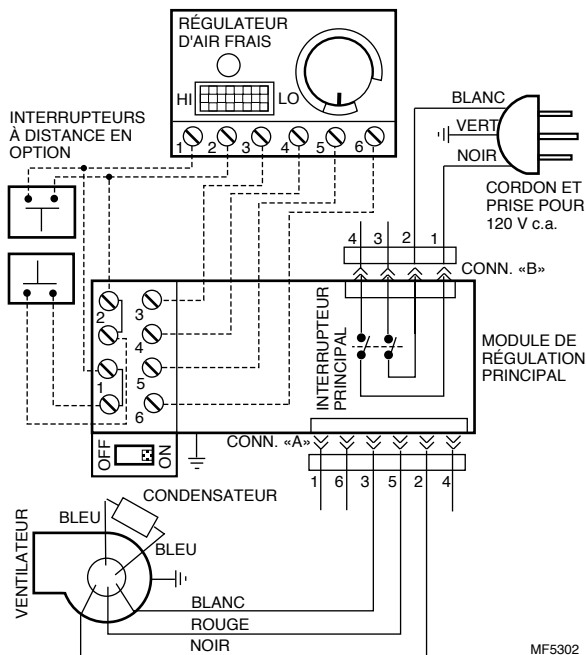 RÉGULATEUR
D'AIR FRAIS
HI
LO
1 2 3 4 5 6
INTERRUPTEURS
À DISTANCE EN
OPTION
BLANC
VERT
NOIR
CORDON ET
PRISE POUR
120 V c.a.
4 3 2 1
CONN. «B»
2
1
3
4
5
6
INTERRUPTEUR
PRINCIPAL
MODULE DE
RÉGULATION
PRINCIPAL
OFF
ON
CONN. «A»
1 6 3 5 2 4
CONDENSATEUR
BLEU
BLEU
VENTILATEUR
BLANC
ROUGE
NOIR
MF5302